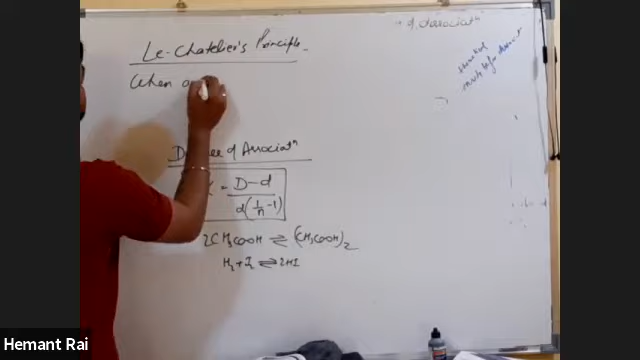 Le-Chatelier's Principle
When a
Degree of Associatⁿ
α = D-d / d(1/n -1)
2CH₃COOH ⇌ (CH₃COOH)₂
H₂+I₂ ⇌ 2HI
Hemant Rai